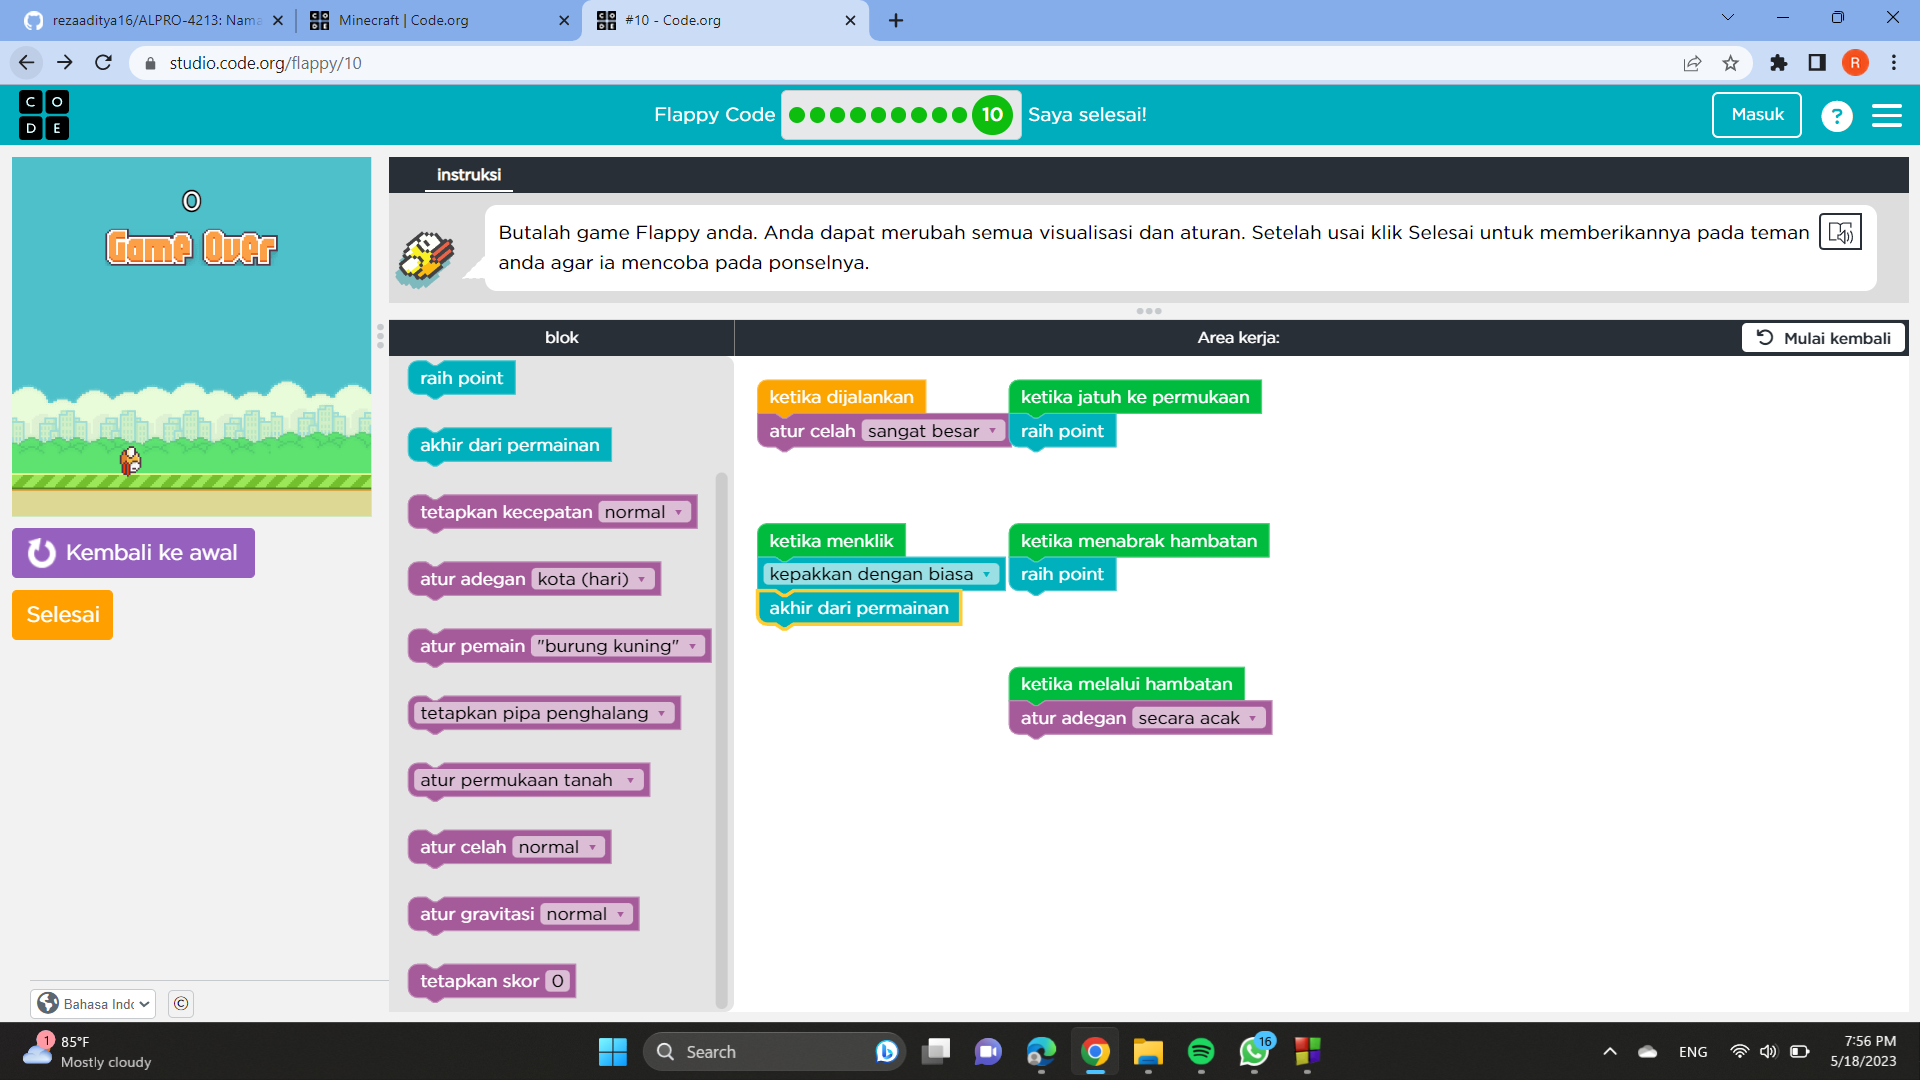 rezaaditya16/ALPRO-4213: Nama
Minecraft | Code.org
#10 - Code.org
studio.code.org/flappy/10
R
C O
D E
Flappy Code
10
Saya selesai!
Masuk
?
0
Game Over
Kembali ke awal
Selesai
instruksi
Butalah game Flappy anda. Anda dapat merubah semua visualisasi dan aturan. Setelah usai klik Selesai untuk memberikannya pada teman
anda agar ia mencoba pada ponselnya.
blok
Area kerja:
Mulai kembali
raih point
akhir dari permainan
tetapkan kecepatan normal
atur adegan kota (hari)
atur pemain "burung kuning"
tetapkan pipa penghalang
atur permukaan tanah
atur celah normal
atur gravitasi normal
tetapkan skor 0
ketika dijalankan
atur celah sangat besar
ketika jatuh ke permukaan
raih point
ketika menklik
kepakkan dengan biasa
akhir dari permainan
ketika menabrak hambatan
raih point
ketika melalui hambatan
atur adegan secara acak
Bahasa Indo
©
1
85°F
Mostly cloudy
Search
16
ENG
7:56 PM
5/18/2023